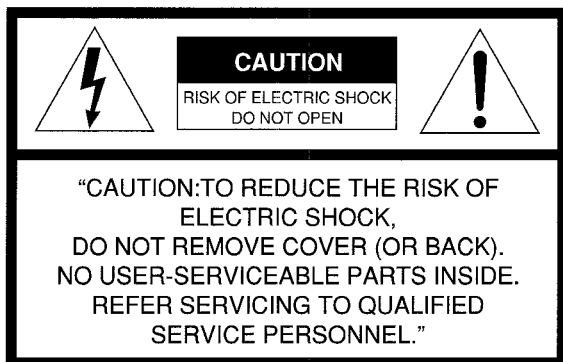 CAUTION
RISK OF ELECTRIC SHOCK
DO NOT OPEN
“CAUTION:TO REDUCE THE RISK OF
ELECTRIC SHOCK,
DO NOT REMOVE COVER (OR BACK).
NO USER-SERVICEABLE PARTS INSIDE.
REFER SERVICING TO QUALIFIED
SERVICE PERSONNEL.”